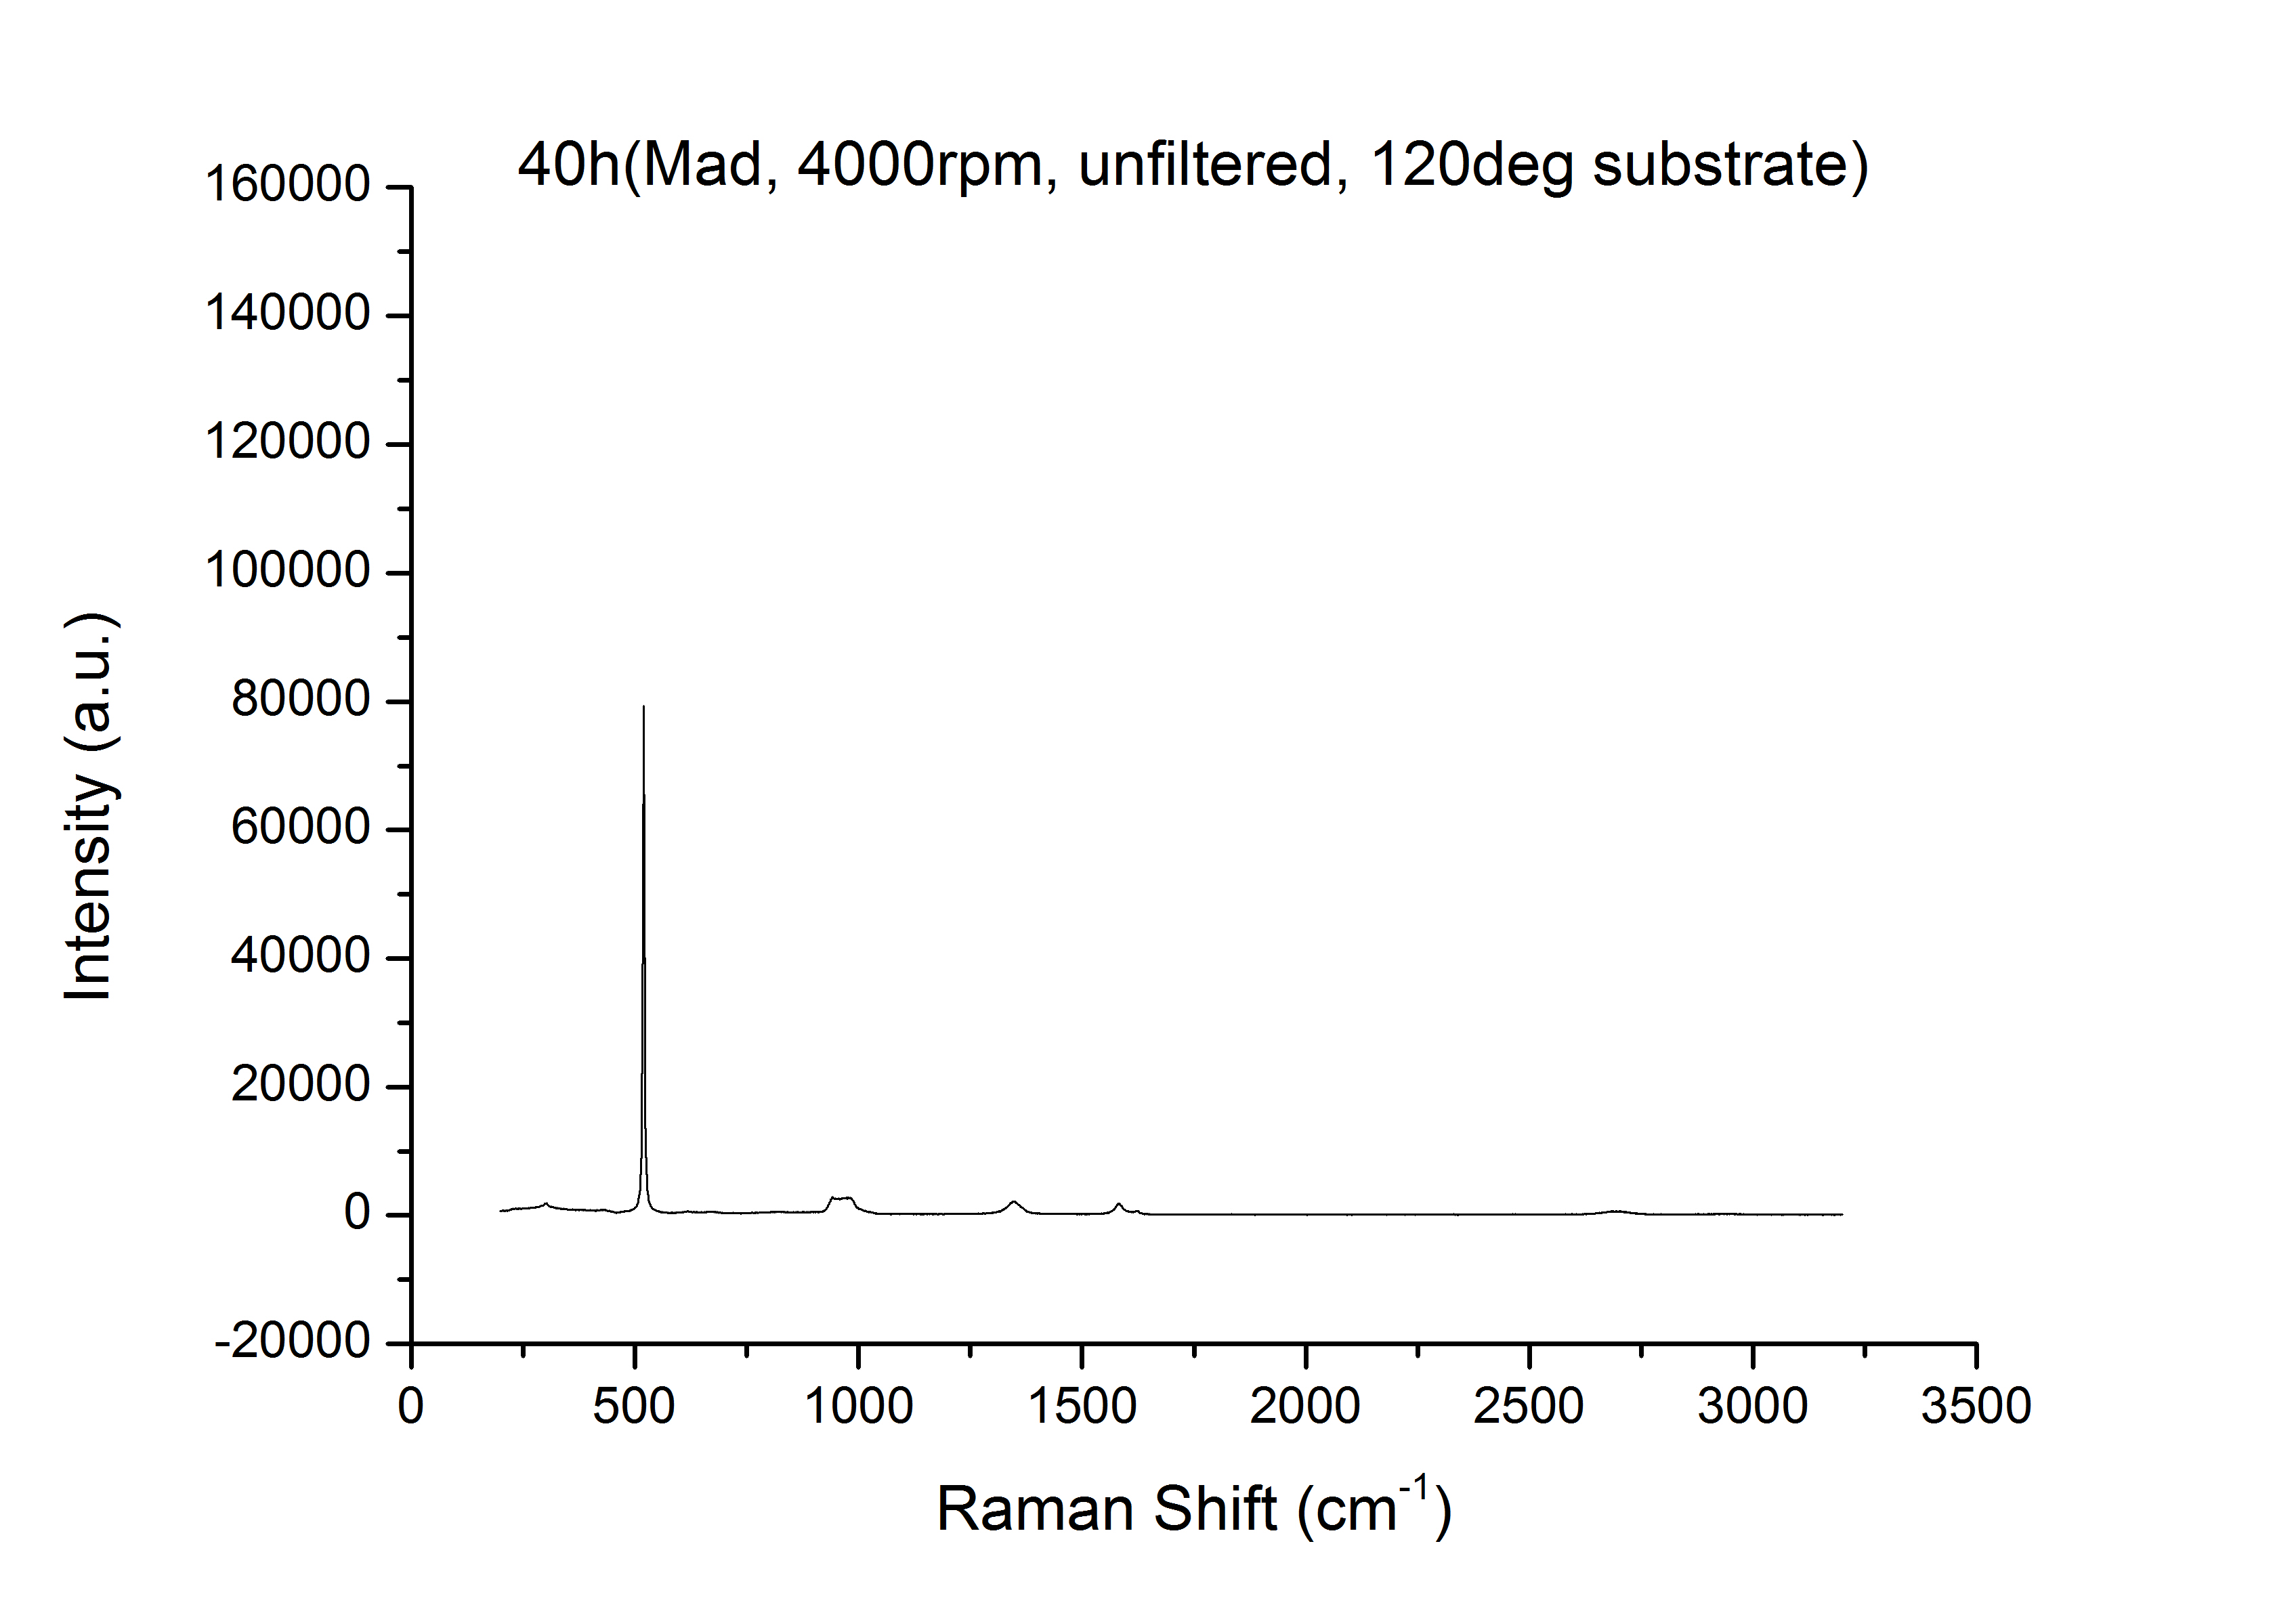 40h(Mad, 4000rpm, unfiltered, 120deg substrate)
160000
140000
120000
100000
80000
60000
40000
20000
0
-20000
Intensity (a.u.)
0 500 1000 1500 2000 2500 3000 3500
Raman Shift (cm⁻¹)